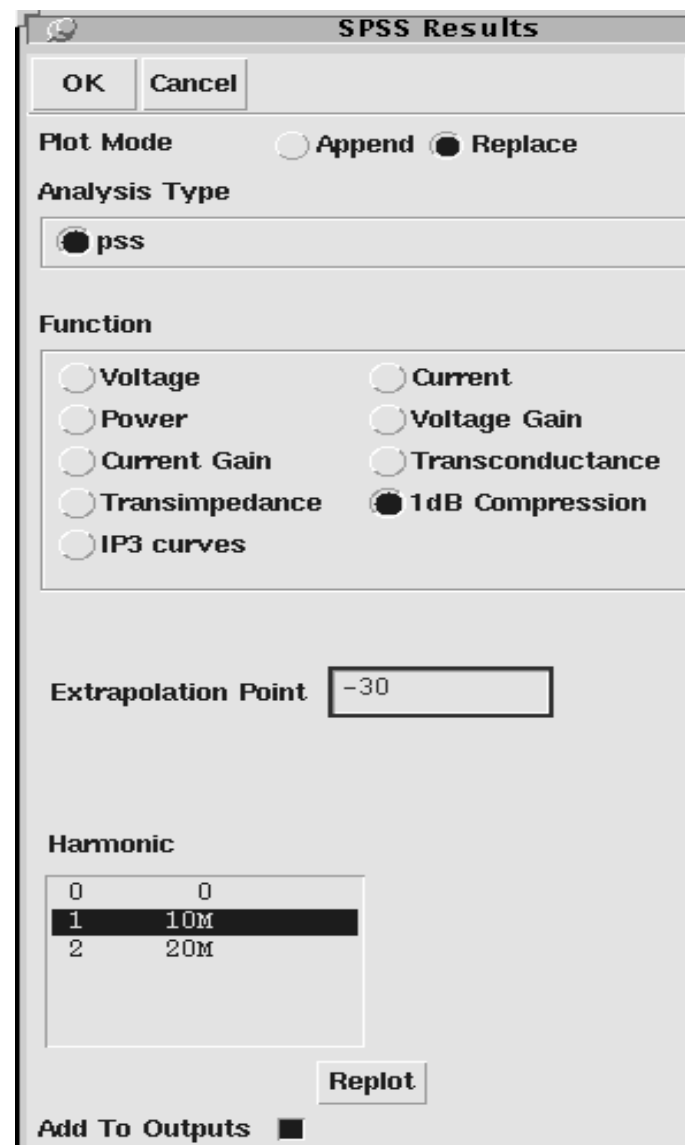 SPSS Results
OK Cancel
Plot Mode Append Replace
Analysis Type
pss
Function
Voltage Current
Power Voltage Gain
Current Gain Transconductance
Transimpedance 1dB Compression
IP3 curves
Extrapolation Point -30
Harmonic
0 0
1 10M
2 20M
Replot
Add To Outputs